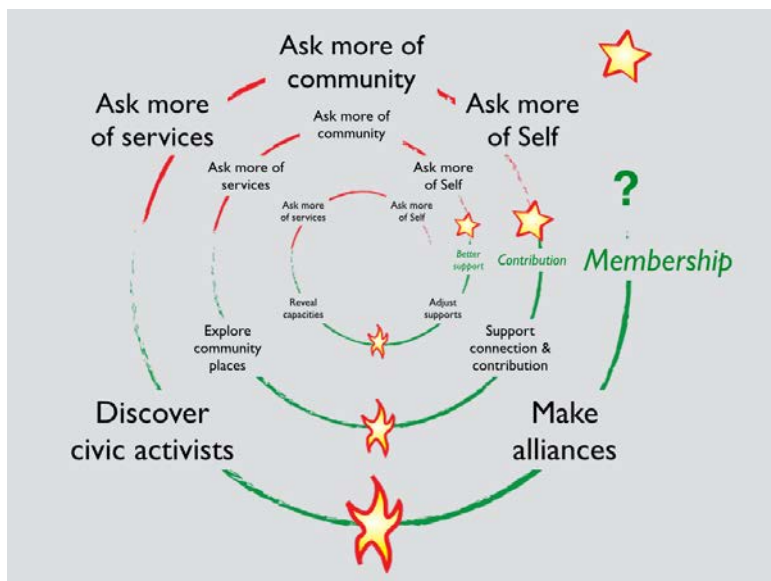 Ask more of
community
Ask more
of services
Ask more
of Self
Ask more of
community
Ask more of
services
Ask more
of Self
Ask more
of services
Ask more
of Self
?
Better
support
Contribution
Membership
Reveal
capacities
Adjust
supports
Explore
community
places
Support
connection &
contribution
Discover
civic activists
Make
alliances